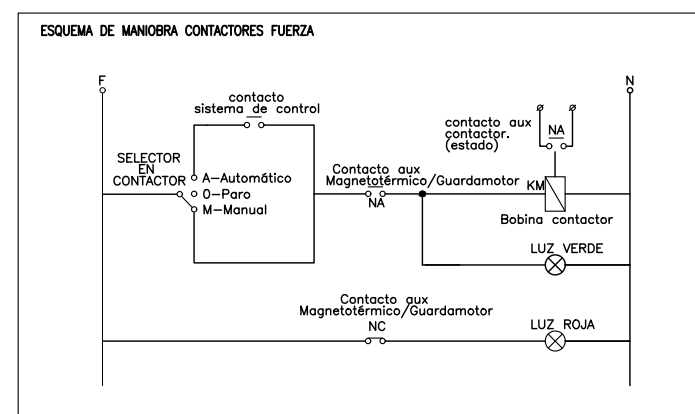 ESQUEMA DE MANIOBRA CONTACTORES FUERZA
F
N
contacto
sistema de control
contacto aux
contactor.
(estado)
NA
SELECTOR
EN
CONTACTOR
A-Automático
0-Paro
M-Manual
Contacto aux
Magnetotérmico/Guardamotor
NA
KM
Bobina contactor
LUZ VERDE
Contacto aux
Magnetotérmico/Guardamotor
NC
LUZ ROJA